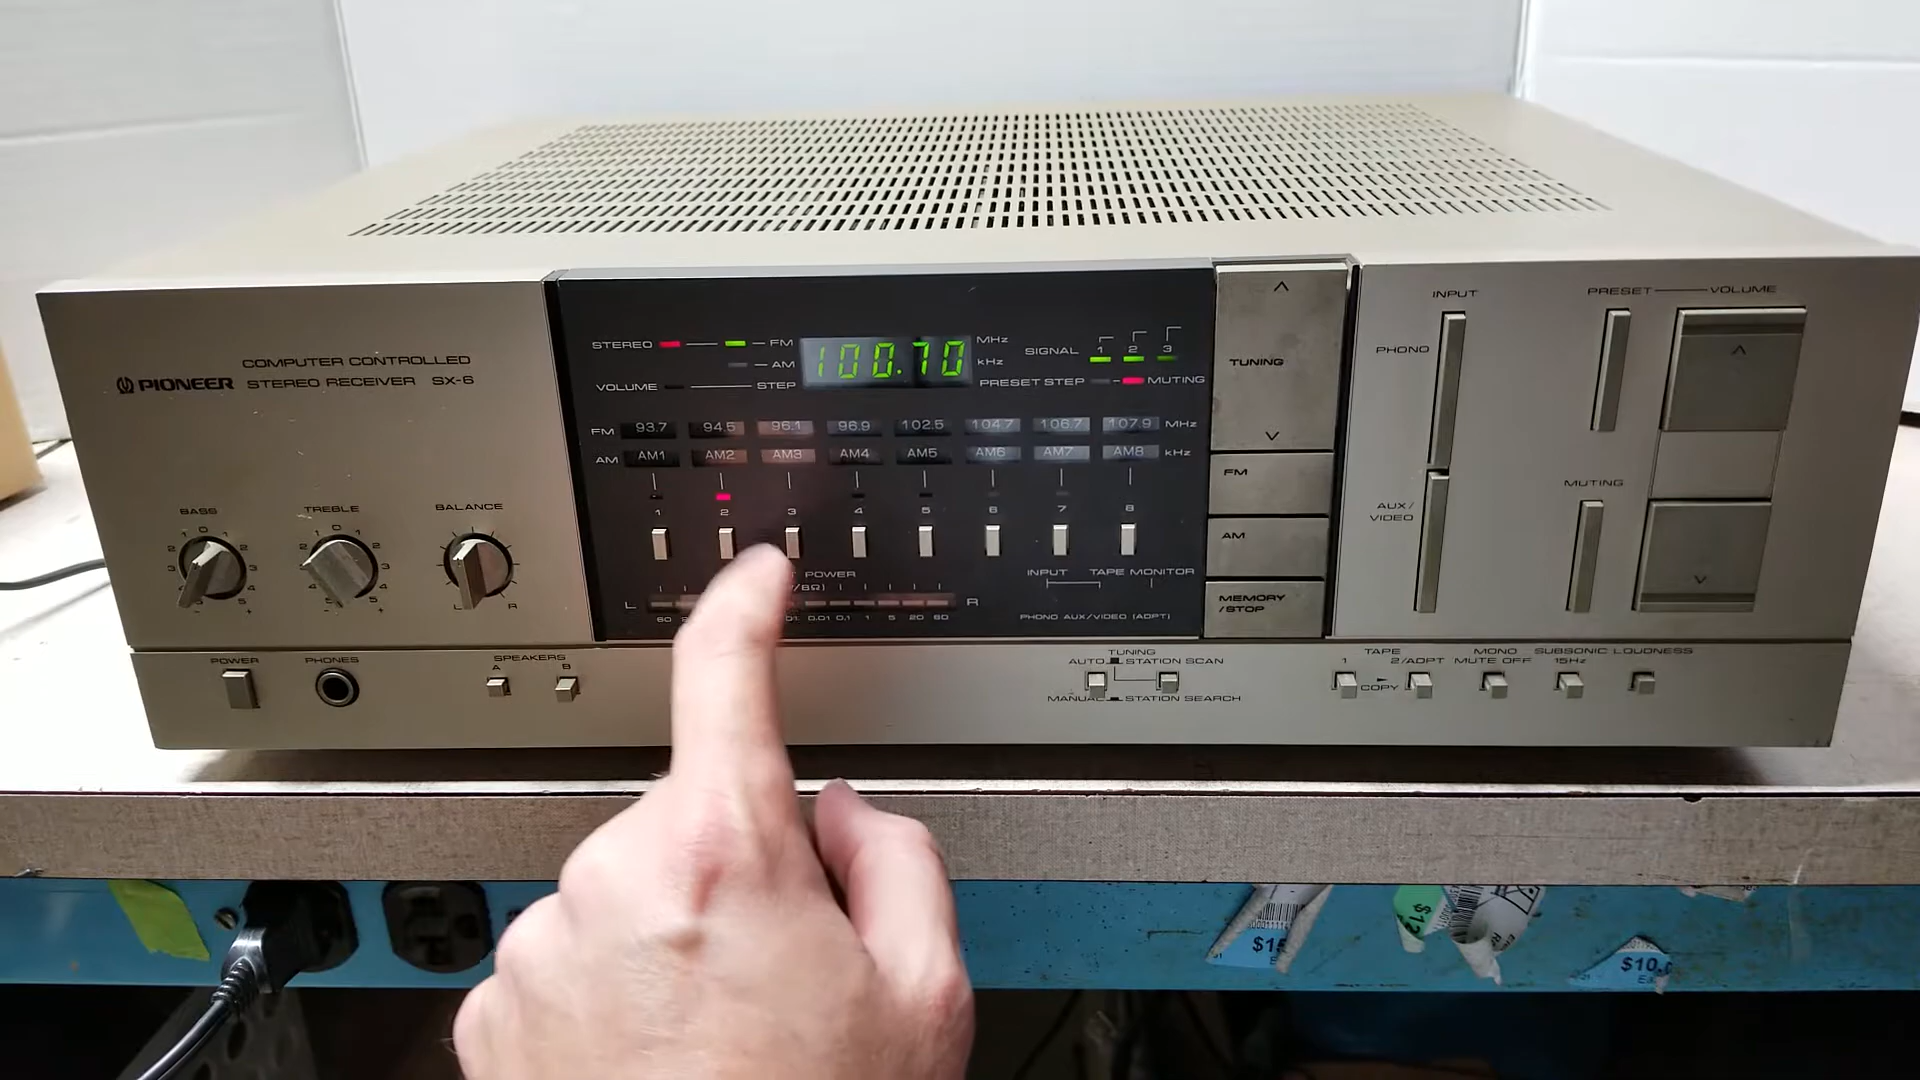 PIONEER
COMPUTER CONTROLLED
STEREO RECEIVER SX-6
BASS
TREBLE
BALANCE
L R
POWER
PHONES
SPEAKERS
A B
STEREO FM
AM
VOLUME STEP
100.70
MHz
kHz
SIGNAL 1 2 3
PRESET STEP MUTING
FM 93.7 94.5 96.1 96.9 102.5 104.7 106.7 107.9 MHz
AM AM1 AM2 AM3 AM4 AM5 AM6 AM7 AM8 kHz
1 2 3 4 5 6 7 8
POWER
L R
60 0.01 0.1 1 5 20 60
INPUT TAPE MONITOR
PHONO AUX/VIDEO (ADPT)
TUNING
FM
AM
MEMORY
/STOP
INPUT
PHONO
AUX/
VIDEO
PRESET VOLUME
MUTING
TUNING
AUTO STATION SCAN
MANUAL STATION SEARCH
TAPE
1 2/ADPT
COPY
MONO
MUTE OFF
SUBSONIC
15Hz
LOUDNESS
$12
$10.